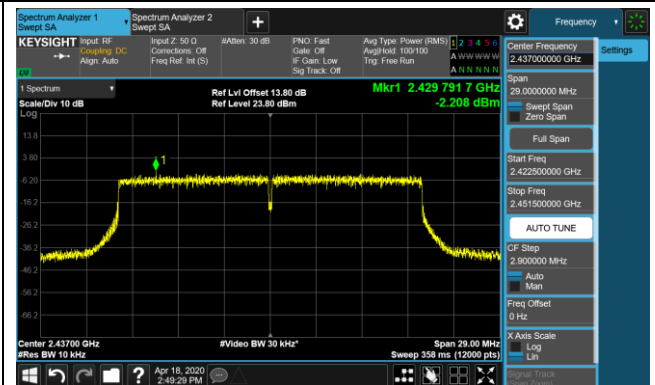 Spectrum Analyzer 1
Swept SA
Spectrum Analyzer 2
Swept SA
+
Frequency
KEYSIGHT
Input: RF
Coupling: DC
Align: Auto
Input Z: 50 Ω
Corrections: Off
Freq Ref: Int (S)
#Atten: 30 dB
PNO: Fast
Gate: Off
IF Gain: Low
Sig Track: Off
Avg Type: Power (RMS)
Avg|Hold: 100/100
Trig: Free Run
1 2 3 4 5 6
A W W W W W
A N N N N N
LV
1 Spectrum
Scale/Div 10 dB
Log
Ref Lvl Offset 13.80 dB
Ref Level 23.80 dBm
Mkr1 2.429 791 7 GHz
-2.208 dBm
13.8
3.80
-6.20
-16.2
-26.2
-36.2
-46.2
-56.2
-66.2
1
Center 2.43700 GHz
#Res BW 10 kHz
#Video BW 30 kHz*
Span 29.00 MHz
Sweep 358 ms (12000 pts)
Center Frequency
2.437000000 GHz
Span
29.0000000 MHz
Swept Span
Zero Span
Full Span
Start Freq
2.422500000 GHz
Stop Freq
2.451500000 GHz
AUTO TUNE
CF Step
2.900000 MHz
Auto
Man
Freq Offset
0 Hz
X Axis Scale
Log
Lin
Signal Track
(Span Zoom)
Settings
?
Apr 18, 2020
2:49:29 PM